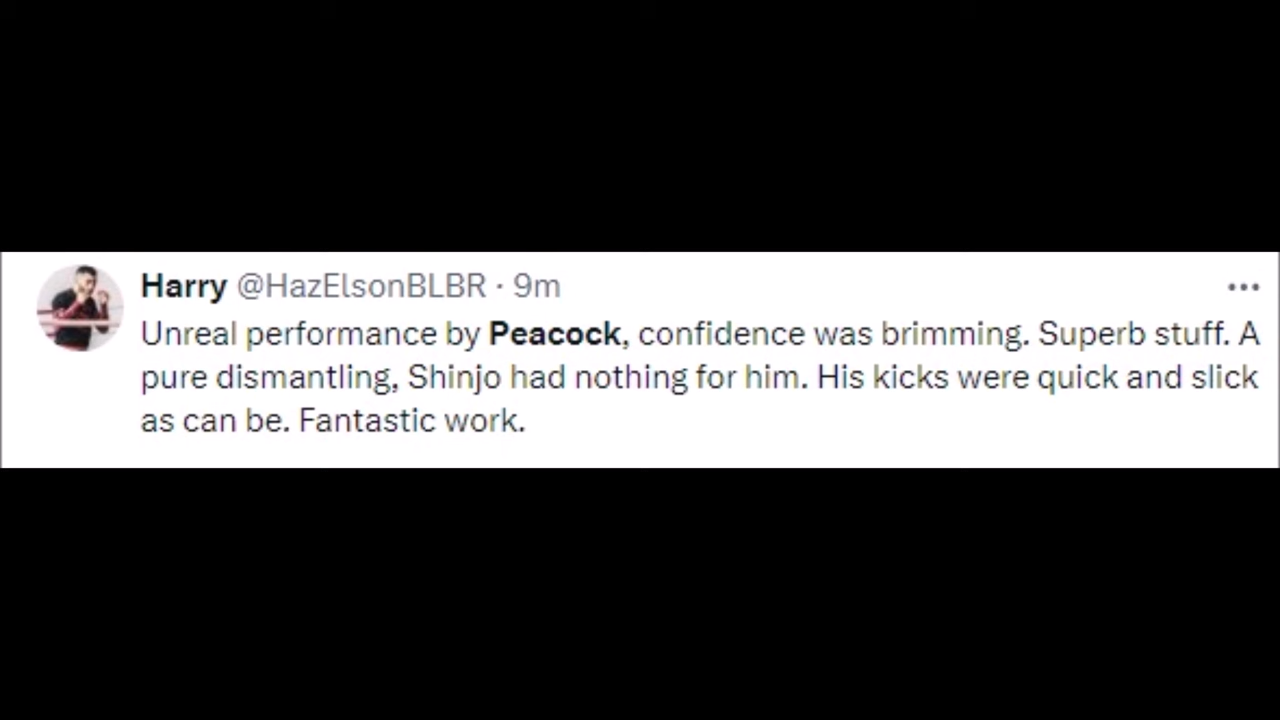 Harry @HazElsonBLBR · 9m
Unreal performance by Peacock, confidence was brimming. Superb stuff. A
pure dismantling, Shinjo had nothing for him. His kicks were quick and slick
as can be. Fantastic work.